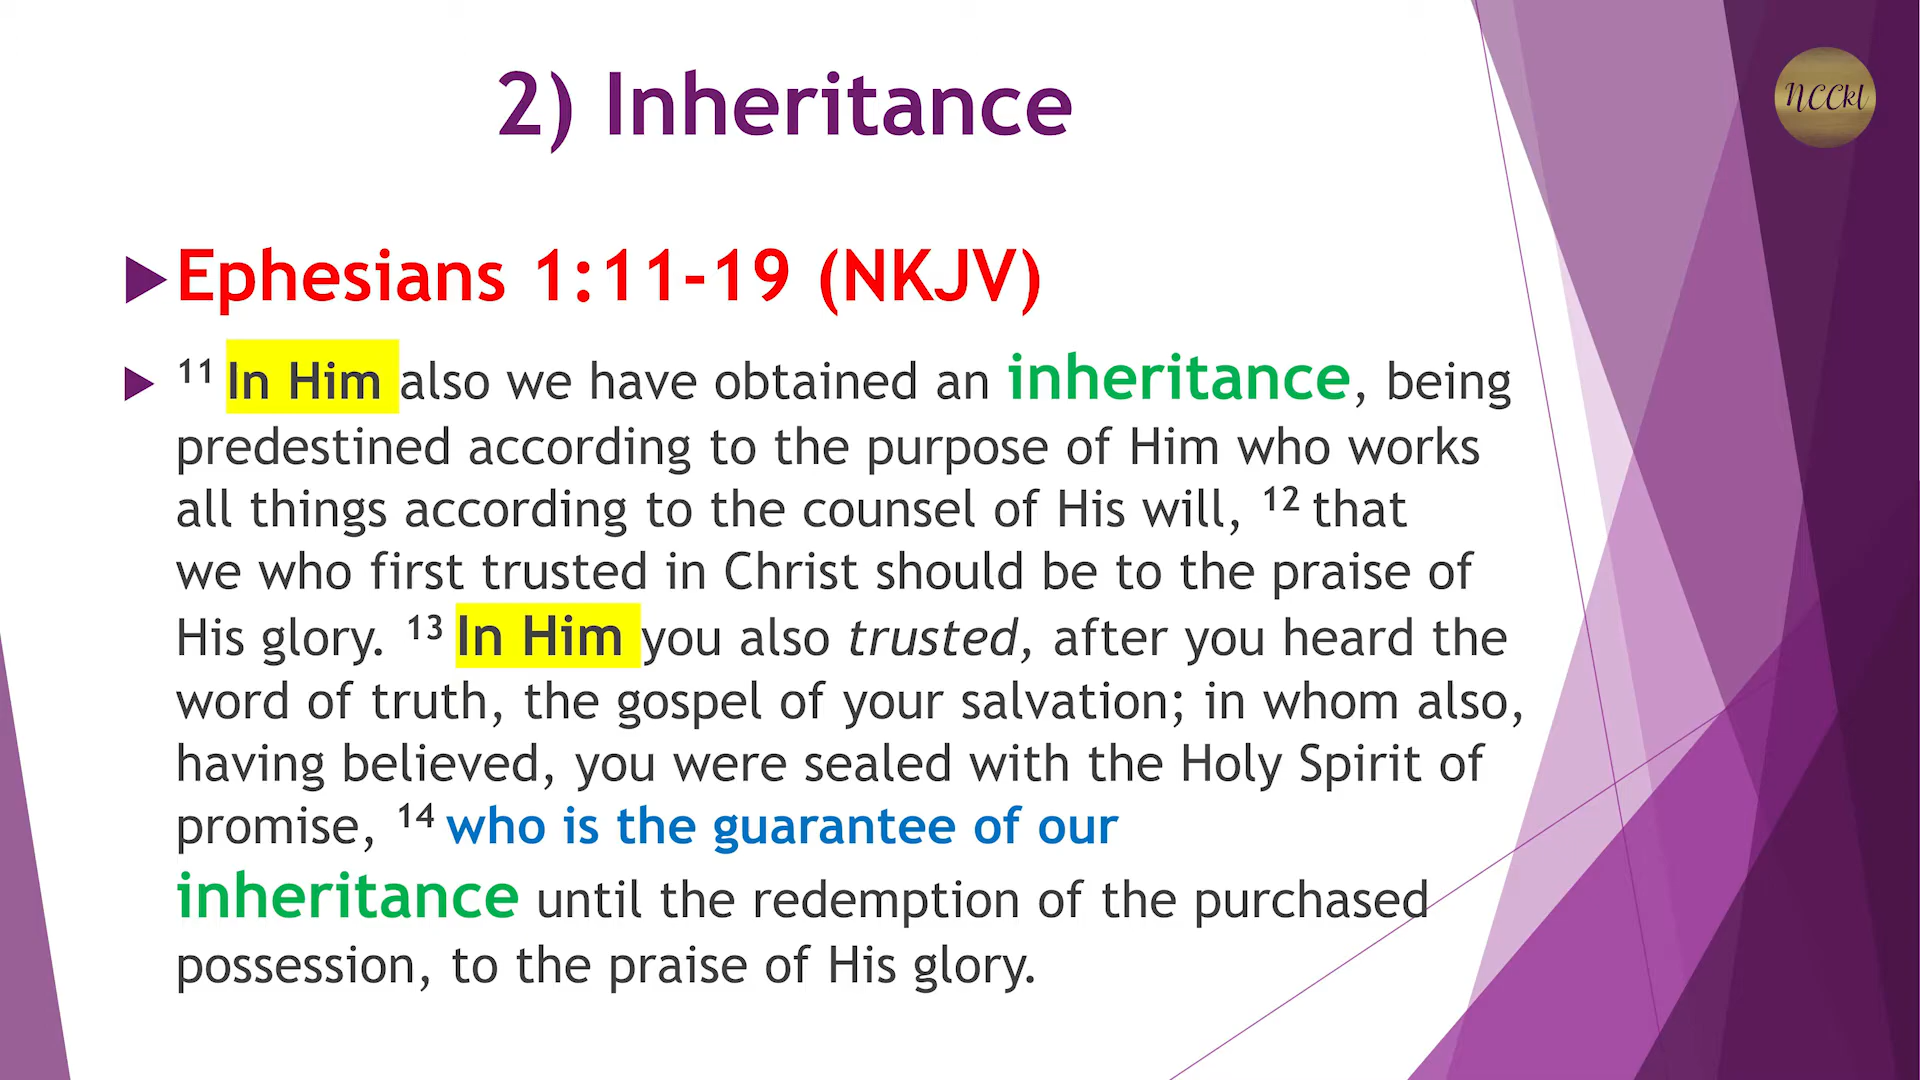 2) Inheritance
NCCkl
Ephesians 1:11-19 (NKJV)
11 In Him also we have obtained an inheritance, being
predestined according to the purpose of Him who works
all things according to the counsel of His will, 12 that
we who first trusted in Christ should be to the praise of
His glory. 13 In Him you also trusted, after you heard the
word of truth, the gospel of your salvation; in whom also,
having believed, you were sealed with the Holy Spirit of
promise, 14 who is the guarantee of our
inheritance until the redemption of the purchased
possession, to the praise of His glory.